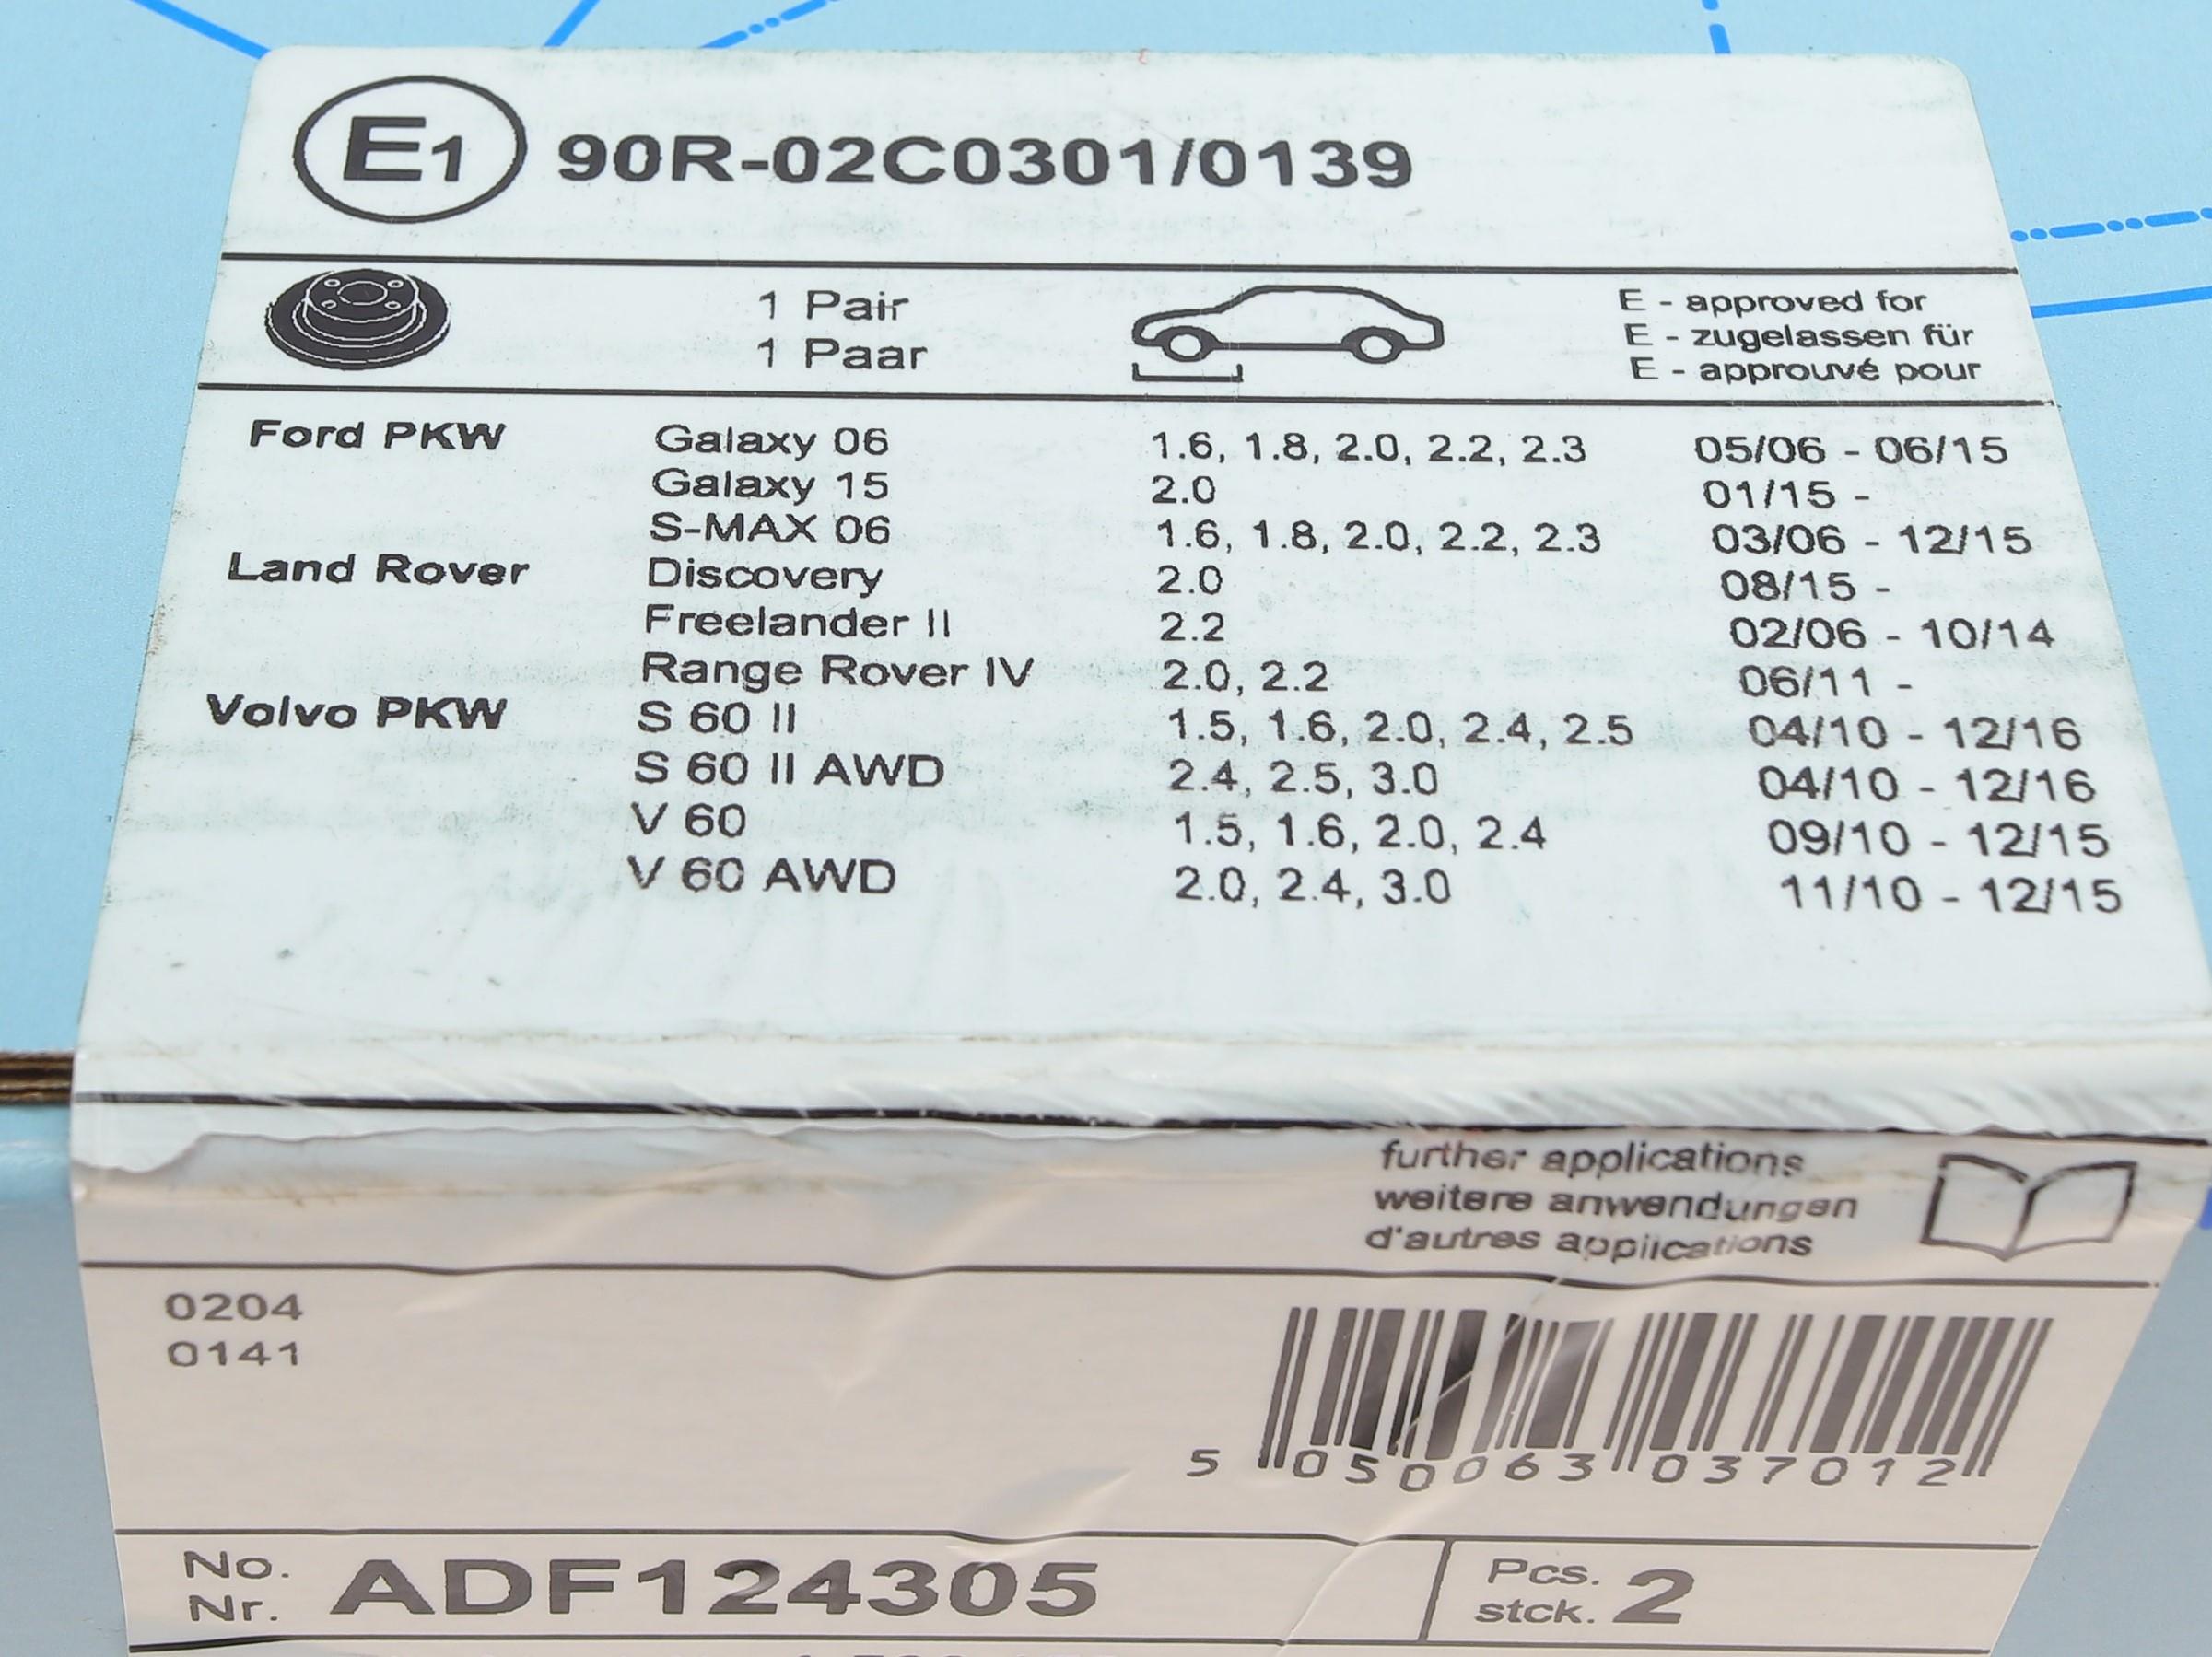 E1 90R-02C0301/0139
1 Pair
1 Paar
E - approved for
E - zugelassen für
E - approuvé pour
Ford PKW Galaxy 06 1.6, 1.8, 2.0, 2.2, 2.3 05/06 - 06/15
Galaxy 15 2.0 01/15 -
S-MAX 06 1.6, 1.8, 2.0, 2.2, 2.3 03/06 - 12/15
Land Rover Discovery 2.0 08/15 -
Freelander II 2.2 02/06 - 10/14
Range Rover IV 2.0, 2.2 06/11 -
Volvo PKW S 60 II 1.5, 1.6, 2.0, 2.4, 2.5 04/10 - 12/16
S 60 II AWD 2.4, 2.5, 3.0 04/10 - 12/16
V 60 1.5, 1.6, 2.0, 2.4 09/10 - 12/15
V 60 AWD 2.0, 2.4, 3.0 11/10 - 12/15
further applications
weitere anwendungen
d'autres applications
0204
0141
5 050063 037012
No.
Nr. ADF124305
Pcs.
stck. 2